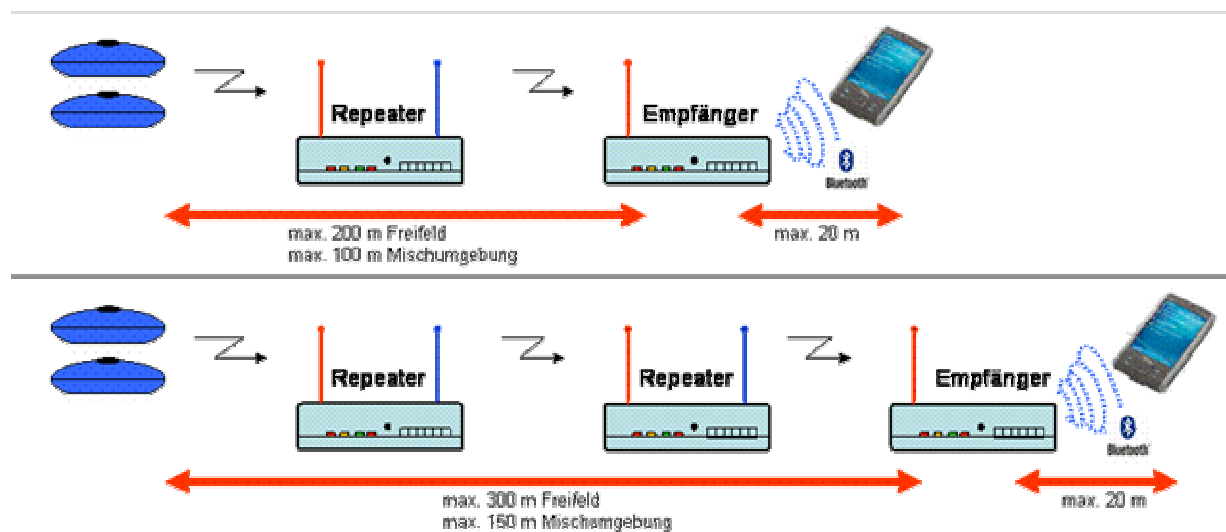 Repeater
Empfänger
Bluetooth
max. 200 m Freifeld
max. 100 m Mischumgebung
max. 20 m
Repeater
Repeater
Empfänger
Bluetooth
max. 300 m Freifeld
max. 150 m Mischumgebung
max. 20 m